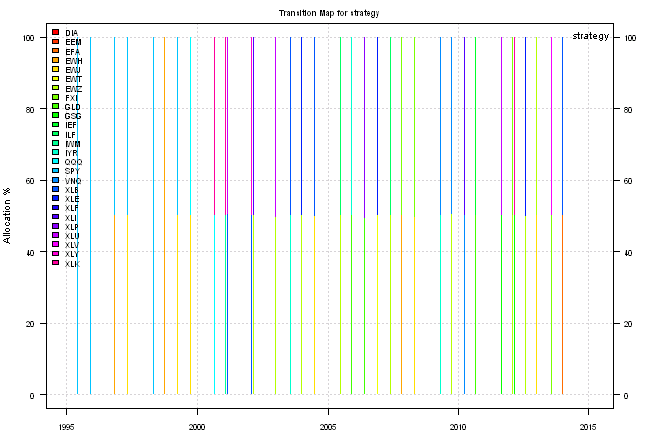 Transition Map for strategy
strategy
100
80
60
40
20
0
Allocation %
DIA
EEM
EFA
EWH
EWJ
EWT
EWZ
FXI
GLD
GSG
IEF
ILF
IWM
IYR
QQQ
SPY
VNQ
XLB
XLE
XLF
XLI
XLP
XLU
XLV
XLY
XLK
100
80
60
40
20
0
1995
2000
2005
2010
2015